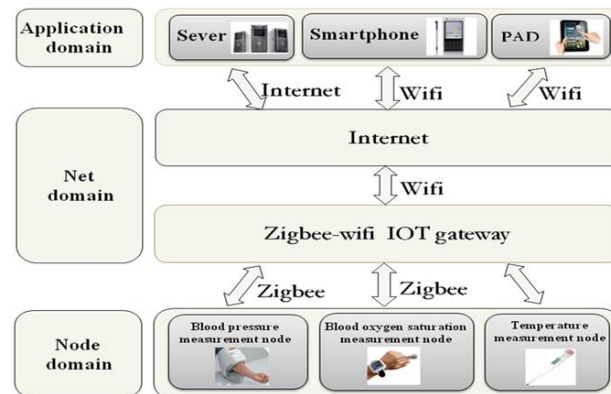 Application
domain
Sever
Smartphone
PAD
Internet
Wifi
Wifi
Internet
Net
domain
Wifi
Zigbee-wifi IOT gateway
Zigbee
Zigbee
Node
domain
Blood pressure
measurement node
Blood oxygen saturation
measurement node
Temperature
measurement node